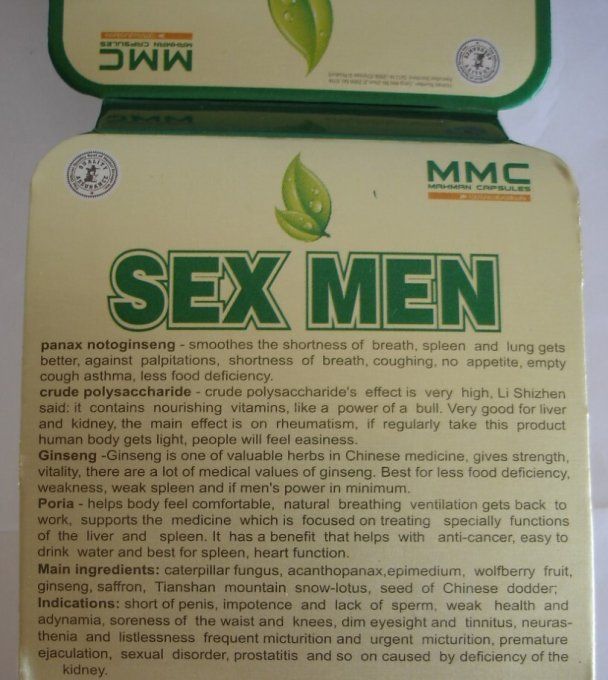 MMC
MAHMAN CAPSULES
MMC
QUALITY
ASSURANCE
MMC
MAHMAN CAPSULES
SEX MEN
panax notoginseng - smoothes the shortness of breath, spleen and lung gets
better, against palpitations, shortness of breath, coughing, no appetite, empty
cough asthma, less food deficiency.
crude polysaccharide - crude polysaccharide's effect is very high, Li Shizhen
said: it contains nourishing vitamins, like a power of a bull. Very good for liver
and kidney, the main effect is on rheumatism, if regularly take this product
human body gets light, people will feel easiness.
Ginseng -Ginseng is one of valuable herbs in Chinese medicine, gives strength,
vitality, there are a lot of medical values of ginseng. Best for less food deficiency,
weakness, weak spleen and if men's power in minimum.
Poria - helps body feel comfortable, natural breathing ventilation gets back to
work, supports the medicine which is focused on treating specially functions
of the liver and spleen. It has a benefit that helps with anti-cancer, easy to
drink water and best for spleen, heart function.
Main ingredients: caterpillar fungus, acanthopanax,epimedium, wolfberry fruit,
ginseng, saffron, Tianshan mountain snow-lotus, seed of Chinese dodder;
Indications: short of penis, impotence and lack of sperm, weak health and
adynamia, soreness of the waist and knees, dim eyesight and tinnitus, neuras-
thenia and listlessness frequent micturition and urgent micturition, premature
ejaculation, sexual disorder, prostatitis and so on caused by deficiency of the
kidney.